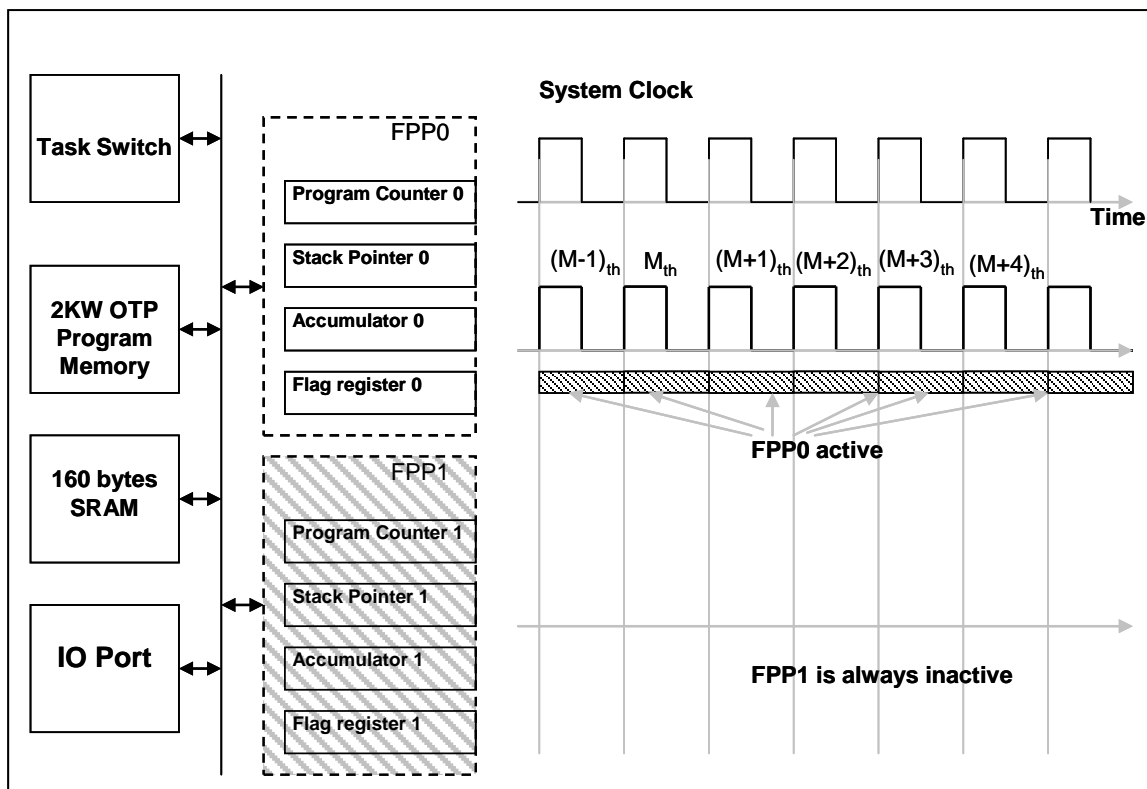 Task Switch
2KW OTP
Program
Memory
160 bytes
SRAM
IO Port
FPP0
Program Counter 0
Stack Pointer 0
Accumulator 0
Flag register 0
FPP1
Program Counter 1
Stack Pointer 1
Accumulator 1
Flag register 1
System Clock
Time
(M-1)th Mth (M+1)th (M+2)th (M+3)th (M+4)th
FPP0 active
FPP1 is always inactive